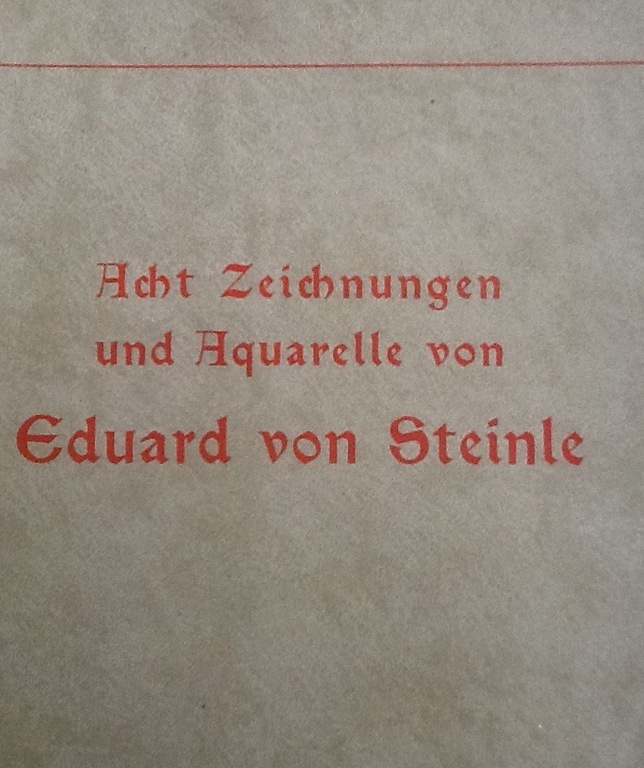 Acht Zeichnungen
und Aquarelle von
Eduard von Steinle